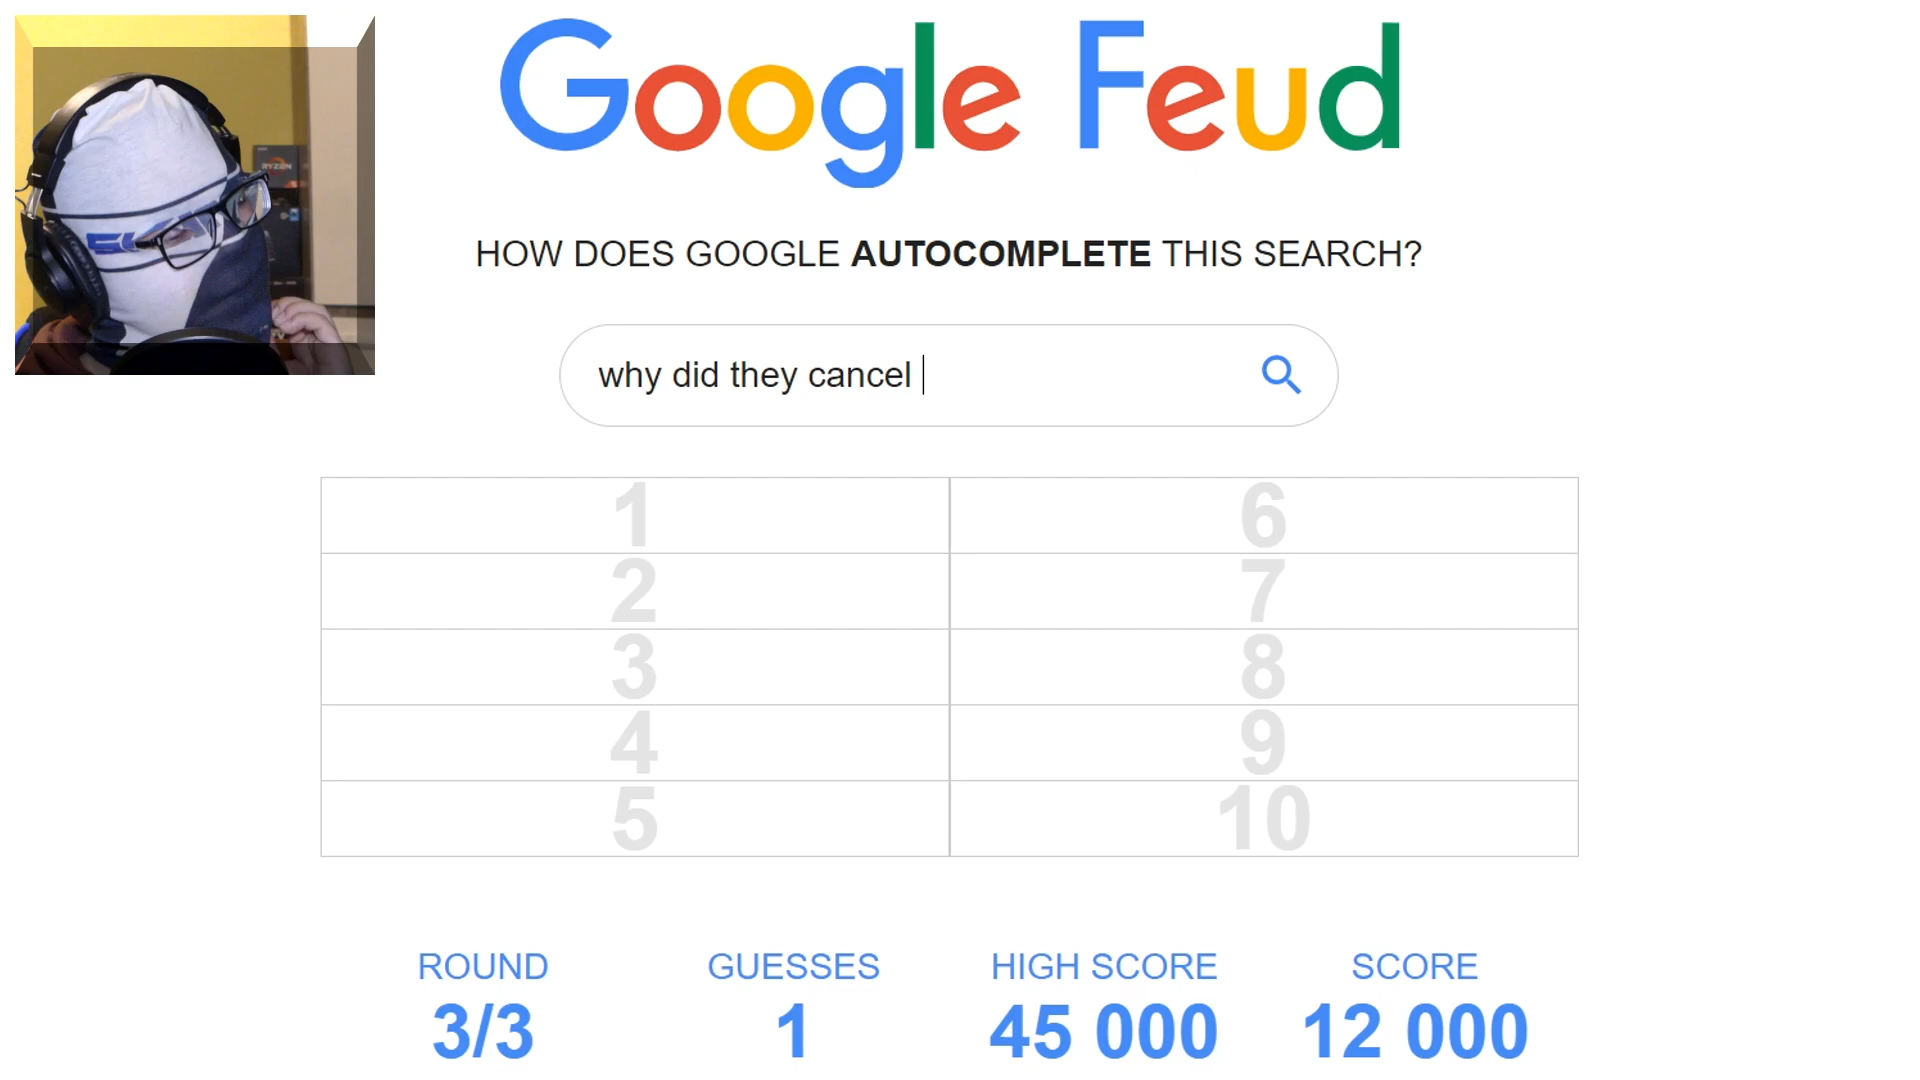 Google Feud
RYZEN
HOW DOES GOOGLE AUTOCOMPLETE THIS SEARCH?
why did they cancel
1 6
2 7
3 8
4 9
5 10
ROUND GUESSES HIGH SCORE SCORE
3/3 1 45 000 12 000